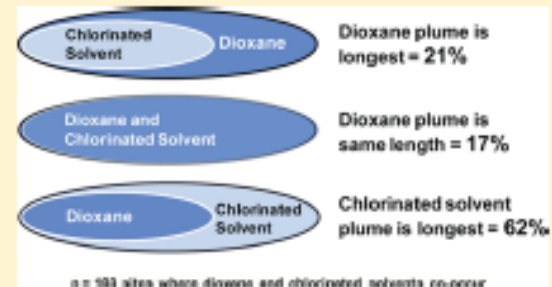 Chlorinated
Solvent
Dioxane
Dioxane plume is
longest = 21%
Dioxane and
Chlorinated Solvent
Dioxane plume is
same length = 17%
Dioxane
Chlorinated
Solvent
Chlorinated solvent
plume is longest = 62%
sites where dioxane and chlorinated solvents co-occur